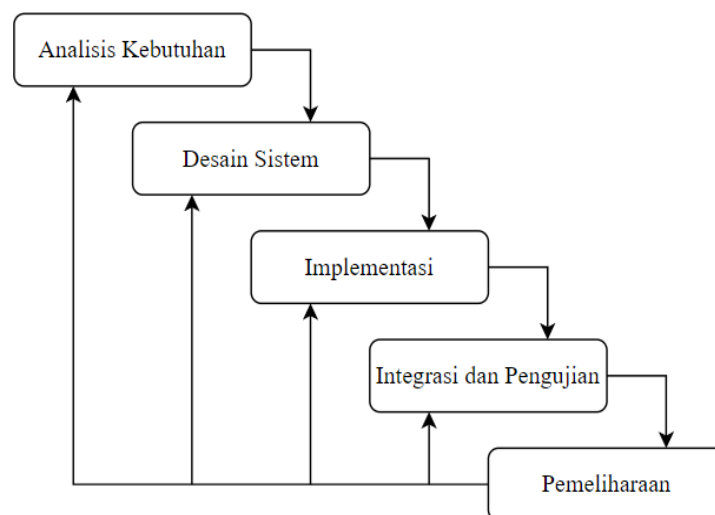 Analisis Kebutuhan
Desain Sistem
Implementasi
Integrasi dan Pengujian
Pemeliharaan